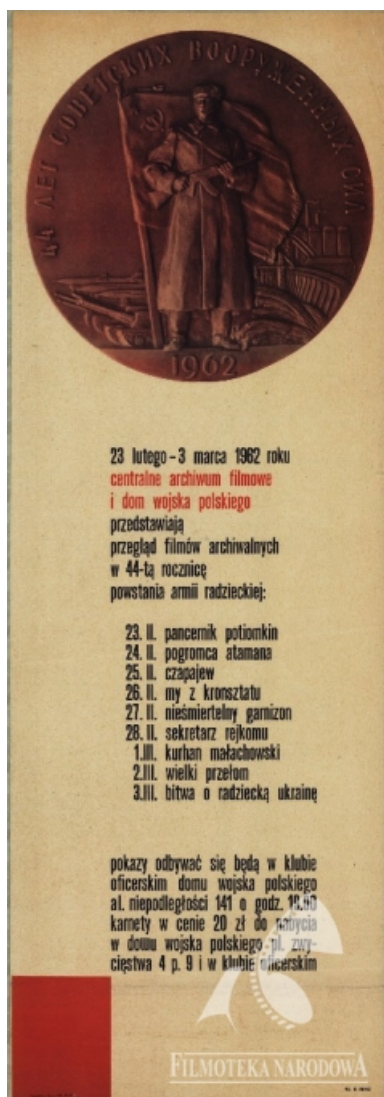 44 ЛЕТ СОВЕТСКИХ ВООРУЖЕННЫХ СИЛ
1962
23 lutego - 3 marca 1962 roku
centralne archiwum filmowe
i dom wojska polskiego
przedstawiają
przegląd filmów archiwalnych
w 44-tą rocznicę
powstania armii radzieckiej:
23. II. pancernik potiomkin
24. II. pogromca atamana
25. II. czapajew
26. II. my z kronsztatu
27. II. nieśmiertelny garnizon
28. II. sekretarz rejkomu
1.III. kurhan małachowski
2.III. wielki przełom
3.III. bitwa o radziecką ukrainę
pokazy odbywać się będą w klubie
oficerskim domu wojska polskiego
al. niepodległości 141 o godz.
karnety w cenie 20 zł do nabycia
w domu wojska polskiego pl. zwy-
cięstwa 4 p. 9 i w klubie oficerskim
FILMOTEKA NARODOWA